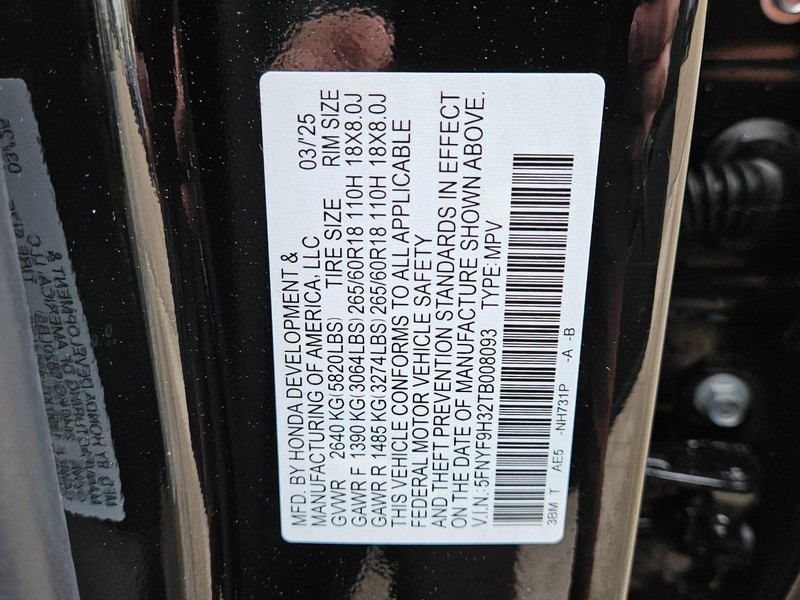 MFD. BY HONDA DEVELOPMENT &
MANUFACTURING OF AMERICA, LLC 03/'25
GVWR 2640 KG(5820LBS) TIRE SIZE RIM SIZE
GAWR F 1390 KG(3064LBS) 265/60R18 110H 18X8.0J
GAWR R 1485 KG(3274LBS) 265/60R18 110H 18X8.0J
THIS VEHICLE CONFORMS TO ALL APPLICABLE
FEDERAL MOTOR VEHICLE SAFETY
AND THEFT PREVENTION STANDARDS IN EFFECT
ON THE DATE OF MANUFACTURE SHOWN ABOVE.
V.I.N.:5FNYF9H32TB008093 TYPE:MPV
3BM T AE5 -NH731P -A -B